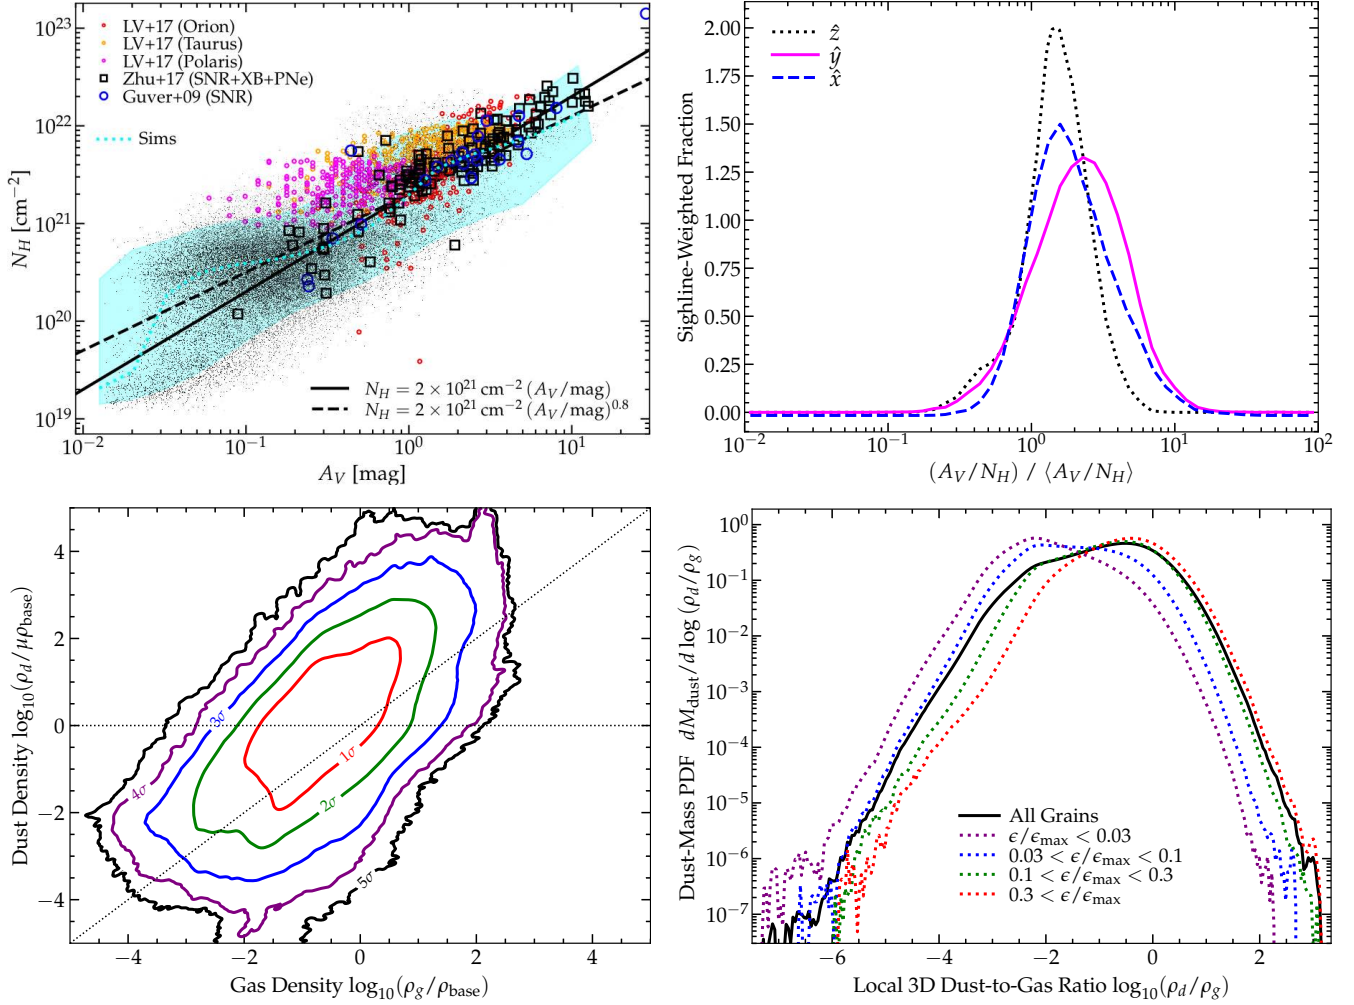 LV+17 (Orion)
LV+17 (Taurus)
LV+17 (Polaris)
Zhu+17 (SNR+XB+PNe)
Guver+09 (SNR)
Sims
N_H = 2 × 10^21 cm^−2 (A_V/mag)
N_H = 2 × 10^21 cm^−2 (A_V/mag)^0.8
N_H [cm^−2]
10^23
10^22
10^21
10^20
10^19
10^−2 10^−1 10^0 10^1
A_V [mag]
ẑ
ŷ
x̂
Sighline-Weighted Fraction
2.00
1.75
1.50
1.25
1.00
0.75
0.50
0.25
0.00
10^−2 10^−1 10^0 10^1 10^2
(A_V/N_H) / ⟨A_V/N_H⟩
Dust Density log_10(ρ_d/μρ_base)
4
2
0
−2
−4
1σ
2σ
3σ
4σ
5σ
−4 −2 0 2 4
Gas Density log_10(ρ_g/ρ_base)
Dust-Mass PDF dM_dust/d log (ρ_d/ρ_g)
10^0
10^−1
10^−2
10^−3
10^−4
10^−5
10^−6
10^−7
All Grains
ϵ/ϵ_max < 0.03
0.03 < ϵ/ϵ_max < 0.1
0.1 < ϵ/ϵ_max < 0.3
0.3 < ϵ/ϵ_max
−6 −4 −2 0 2
Local 3D Dust-to-Gas Ratio log_10(ρ_d/ρ_g)